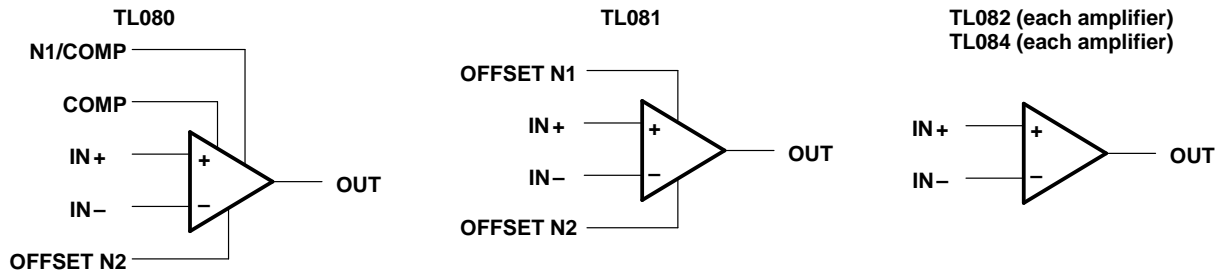 TL080
N1/COMP
COMP
IN+
+
IN−
−
OUT
OFFSET N2
TL081
OFFSET N1
IN+
+
IN−
−
OUT
OFFSET N2
TL082 (each amplifier)
TL084 (each amplifier)
IN+
+
IN−
−
OUT